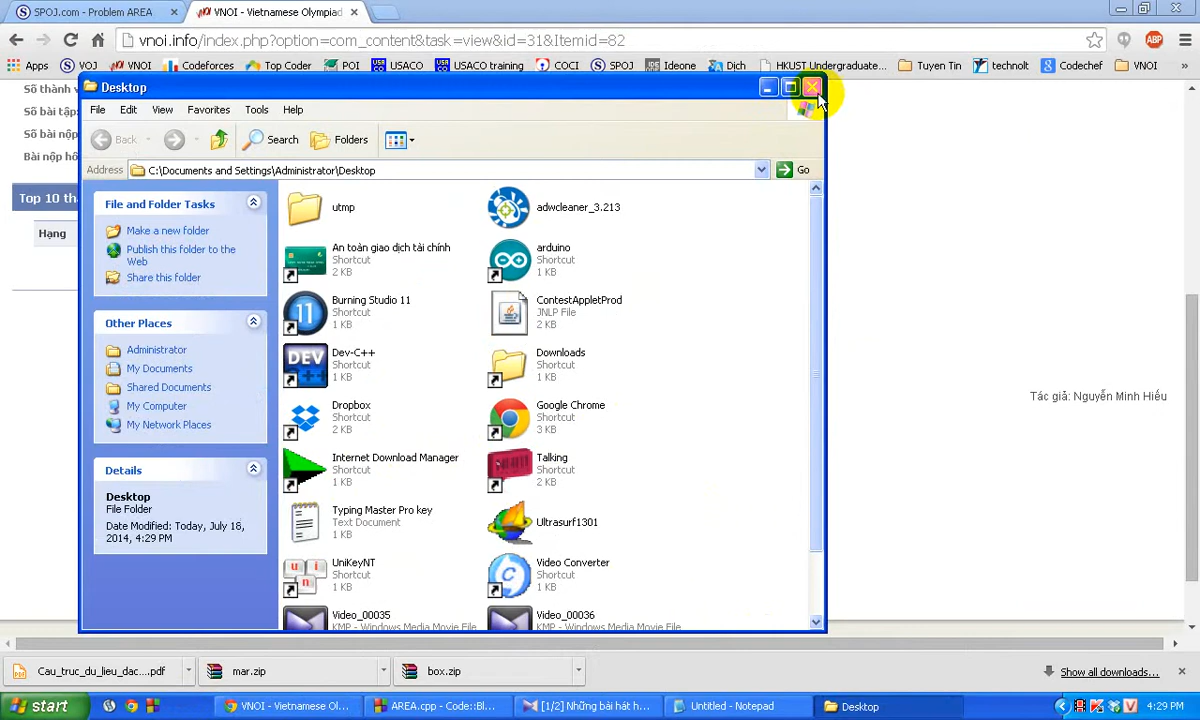 SPOJ.com - Problem AREA
VNOI - Vietnamese Olympiad
vnoi.info/index.php?option=com_content&task=view&id=31&Itemid=82
Apps VOJ VNOI Codeforces Top Coder POI USACO USACO training COCI SPOJ Ideone Dịch HKUST Undergraduate... Tuyen Tin technolt Codechef VNOI
Số thành v
Số bài tập:
Số bài nộp
Bài nộp hô
Top 10 th
Hạng
Tác giả: Nguyễn Minh Hiếu
Desktop
File Edit View Favorites Tools Help
Back Search Folders
Address C:\Documents and Settings\Administrator\Desktop Go
File and Folder Tasks
Make a new folder
Publish this folder to the
Web
Share this folder
Other Places
Administrator
My Documents
Shared Documents
My Computer
My Network Places
Details
Desktop
File Folder
Date Modified: Today, July 18,
2014, 4:29 PM
utmp
adwcleaner_3.213
An toàn giao dịch tài chính
Shortcut
2 KB
arduino
Shortcut
1 KB
Burning Studio 11
Shortcut
1 KB
ContestAppletProd
JNLP File
2 KB
Dev-C++
Shortcut
1 KB
Downloads
Shortcut
1 KB
Dropbox
Shortcut
2 KB
Google Chrome
Shortcut
3 KB
Internet Download Manager
Shortcut
1 KB
Talking
Shortcut
2 KB
Typing Master Pro key
Text Document
1 KB
Ultrasurf1301
UniKeyNT
Shortcut
1 KB
Video Converter
Shortcut
1 KB
Video_00035
KMP - Windows Media Movie File
Video_00036
KMP - Windows Media Movie File
Cau_truc_du_lieu_dac....pdf
mar.zip
box.zip
Show all downloads...
start
VNOI - Vietnamese Ol...
AREA.cpp - Code::Bl...
[1/2] Những bài hát h...
Untitled - Notepad
Desktop
4:29 PM